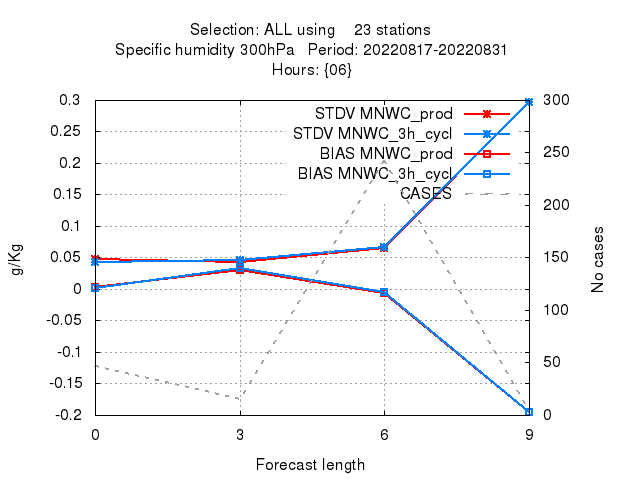 Selection: ALL using    23 stations
Specific humidity 300hPa   Period: 20220817-20220831
Hours: {06}
STDV MNWC_prod
STDV MNWC_3h_cycl
BIAS MNWC_prod
BIAS MNWC_3h_cycl
CASES
0.3
0.25
0.2
0.15
0.1
0.05
0
-0.05
-0.1
-0.15
-0.2
g/Kg
300
250
200
150
100
50
0
No cases
0 3 6 9
Forecast length